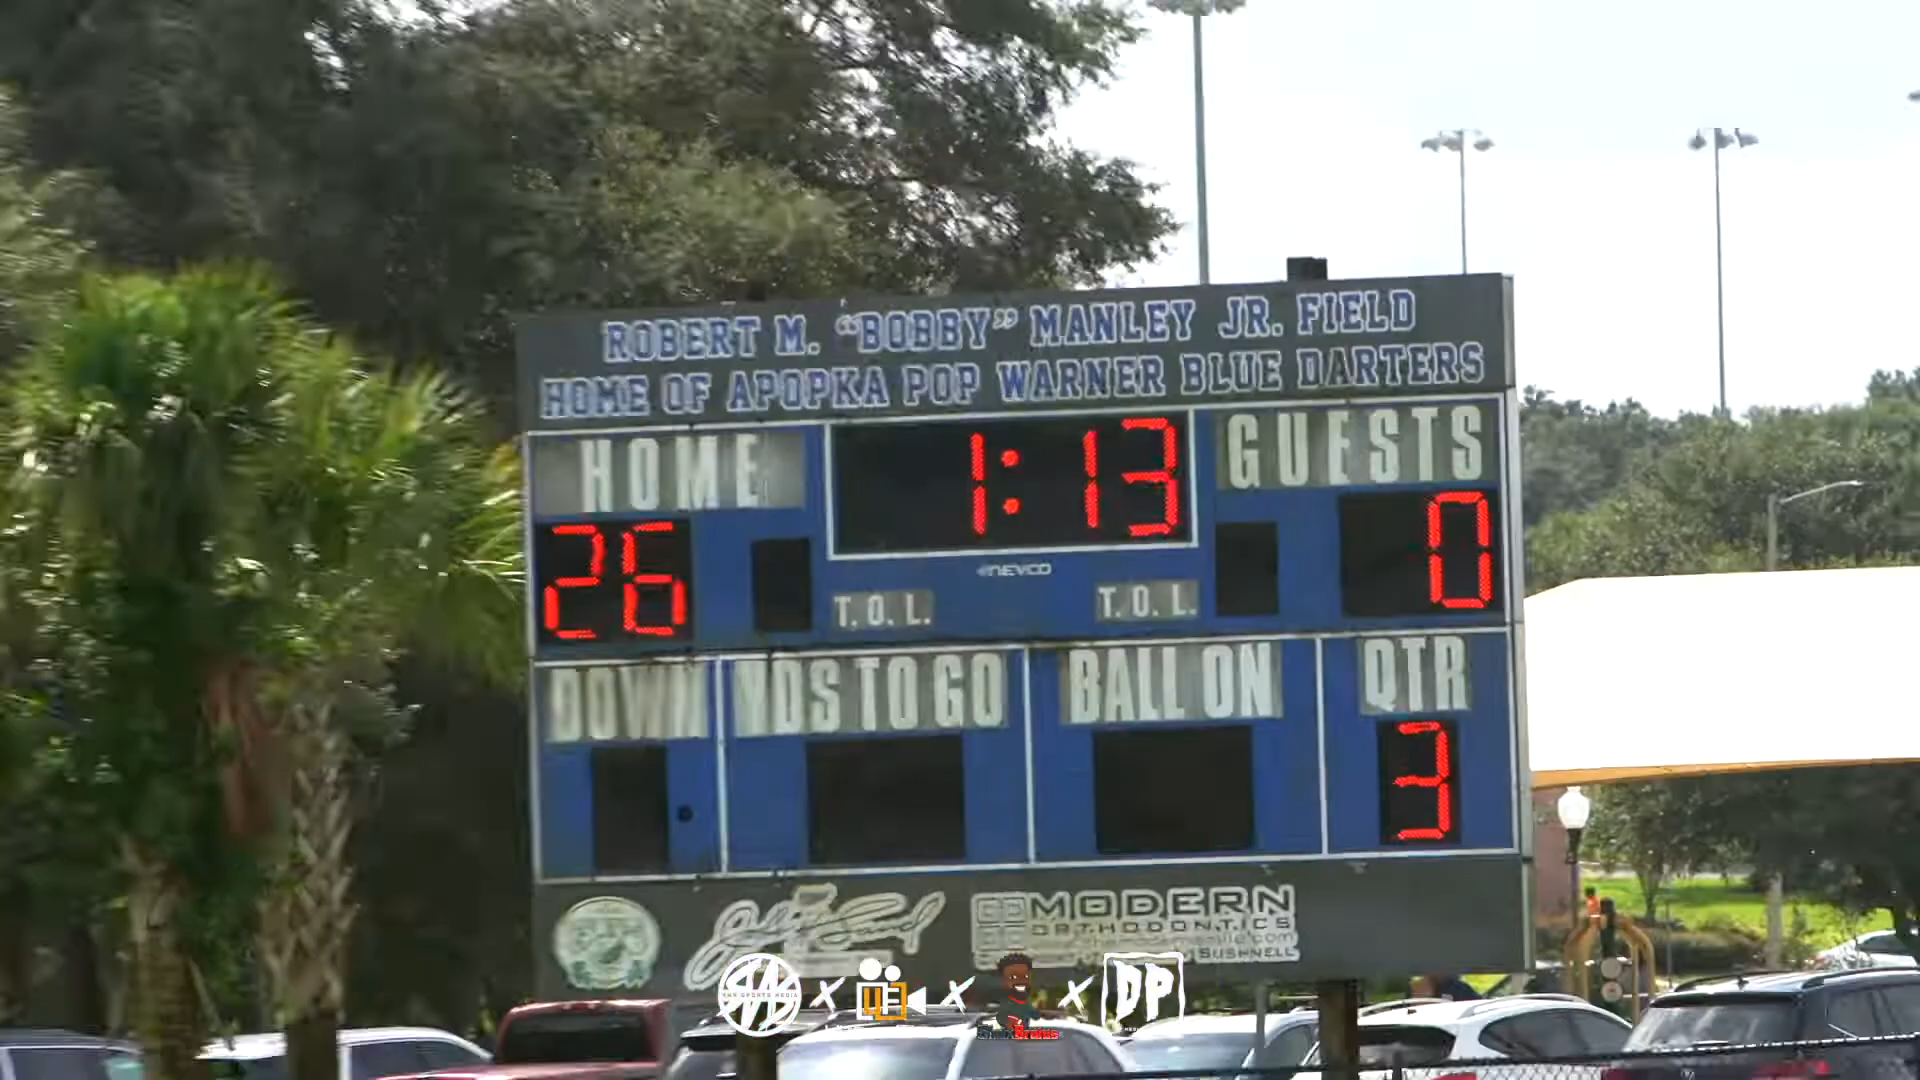 ROBERT M. “BOBBY” MANLEY JR. FIELD
HOME OF APOPKA POP WARNER BLUE DARTERS
HOME 1:13 GUESTS
26 0
NEVCO
T. O. L. T. O. L.
DOWN YDS TO GO BALL ON QTR
3
MODERN
ORTHODONTICS
BUSHNELL
X X X DP